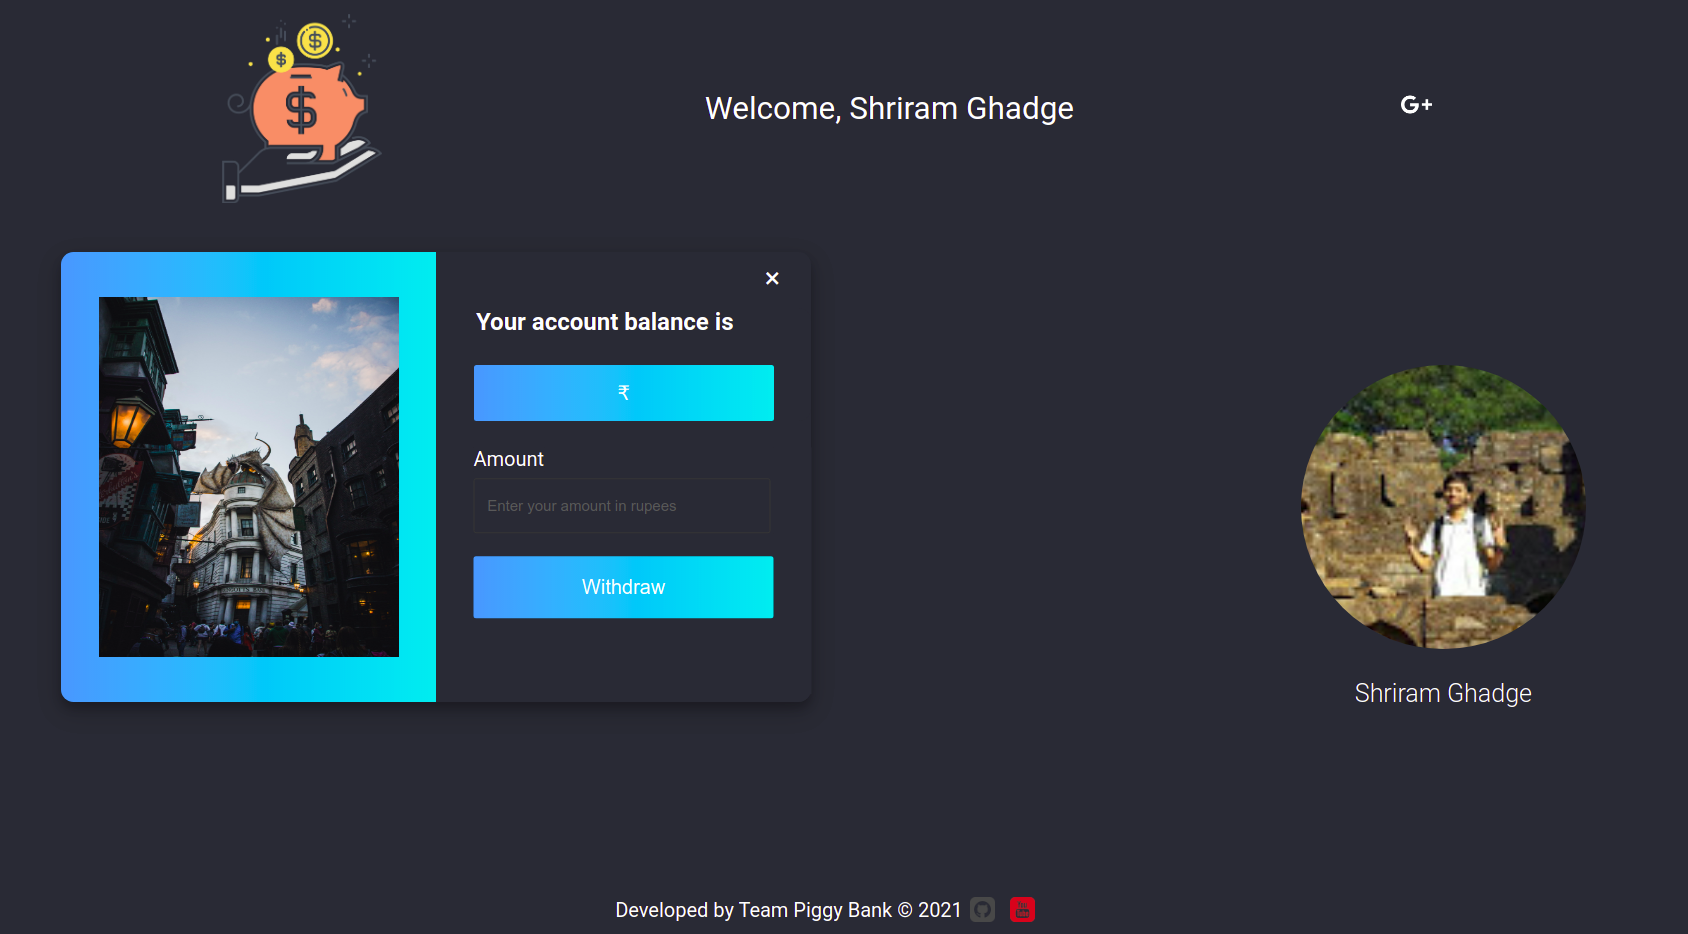 $
$
$
Welcome, Shriram Ghadge
G+
×
Your account balance is
₹
Amount
Enter your amount in rupees
Withdraw
Shriram Ghadge
Developed by Team Piggy Bank © 2021